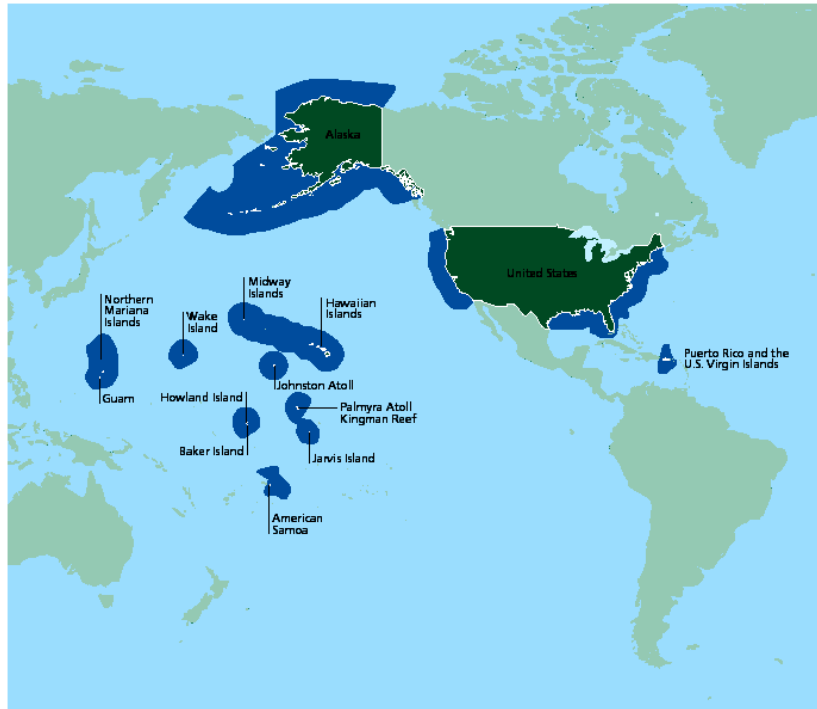 Alaska
United States
Midway
Islands
Northern
Mariana
Islands
Hawaiian
Islands
Wake
Island
Puerto Rico and the
U.S. Virgin Islands
Johnston Atoll
Guam
Howland Island
Palmyra Atoll
Kingman Reef
Baker Island
Jarvis Island
American
Samoa